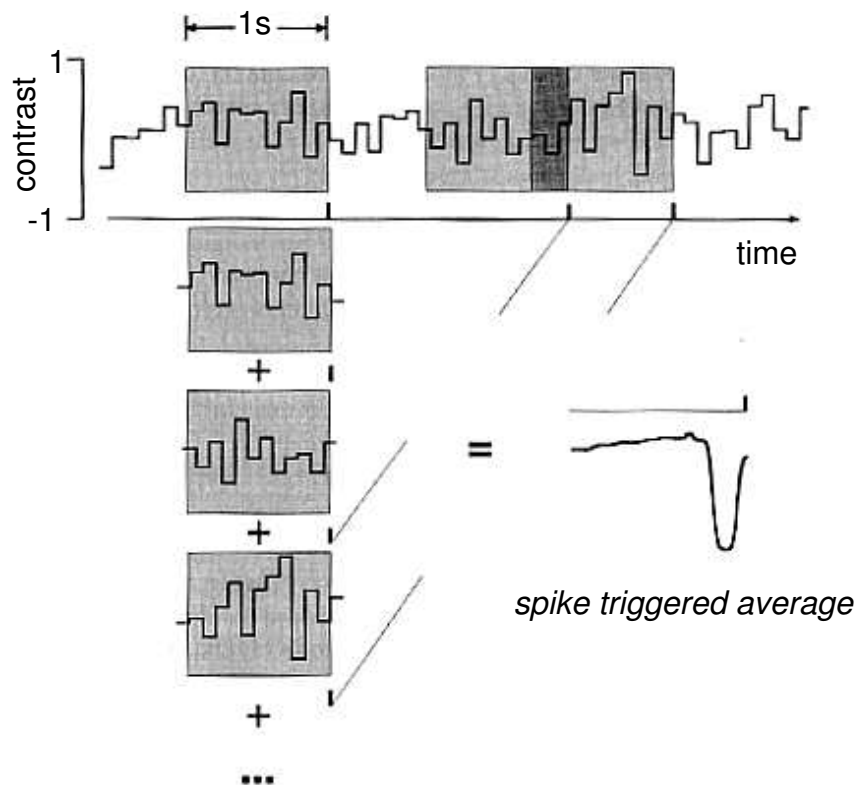 1s
1
contrast
-1
time
+
+
=
spike triggered average
+
...